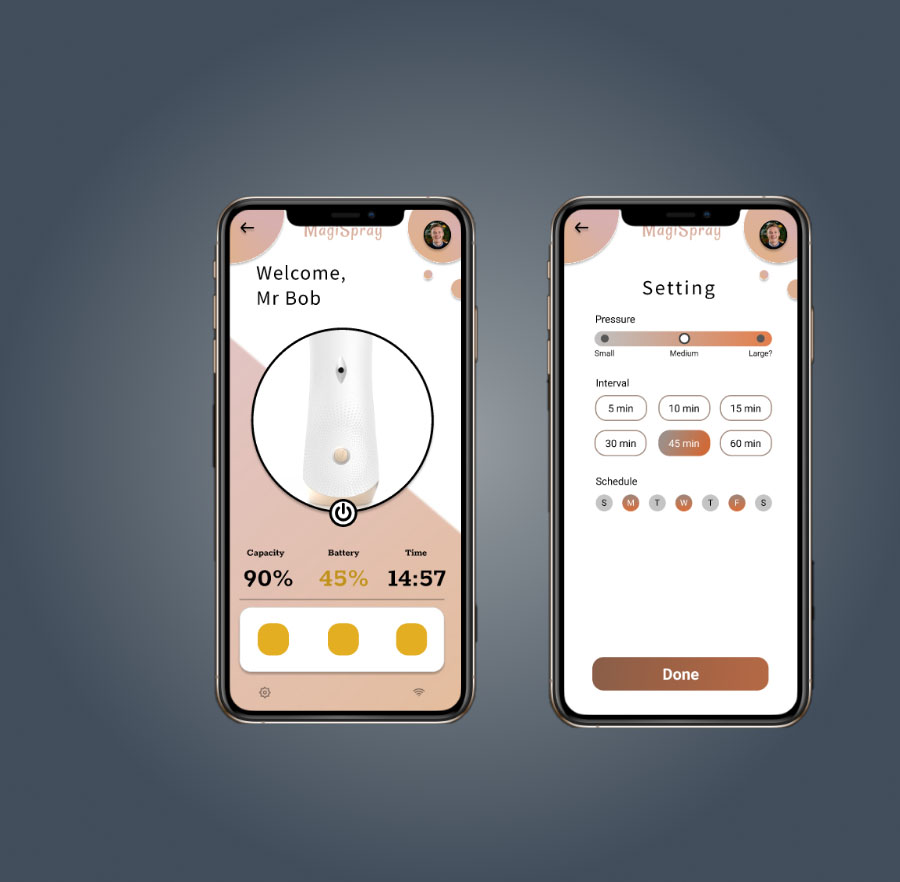 MagiSpray
Welcome,
Mr Bob
Capacity Battery Time
90% 45% 14:57
MagiSpray
Setting
Pressure
Small Medium Large?
Interval
5 min 10 min 15 min
30 min 45 min 60 min
Schedule
S M T W T F S
Done